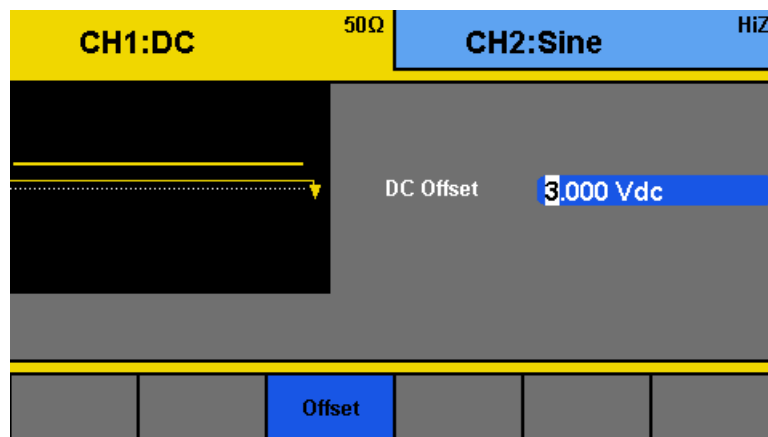 CH1:DC 50Ω CH2:Sine HiZ
DC Offset 3.000 Vdc
Offset